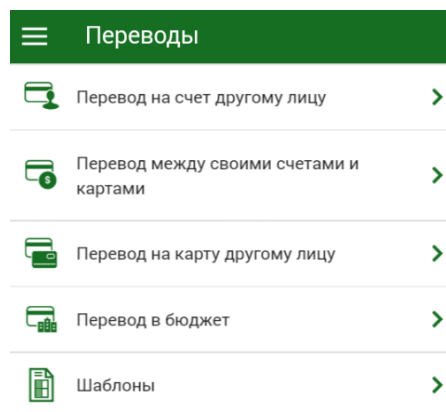 Переводы
Перевод на счет другому лицу
Перевод между своими счетами и
картами
Перевод на карту другому лицу
Перевод в бюджет
Шаблоны